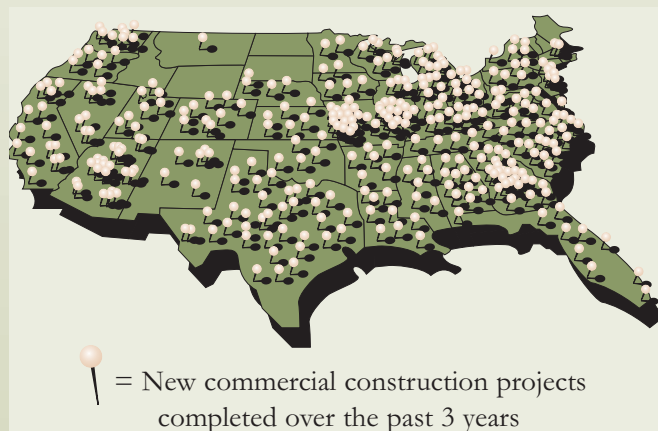 = New commercial construction projects
completed over the past 3 years